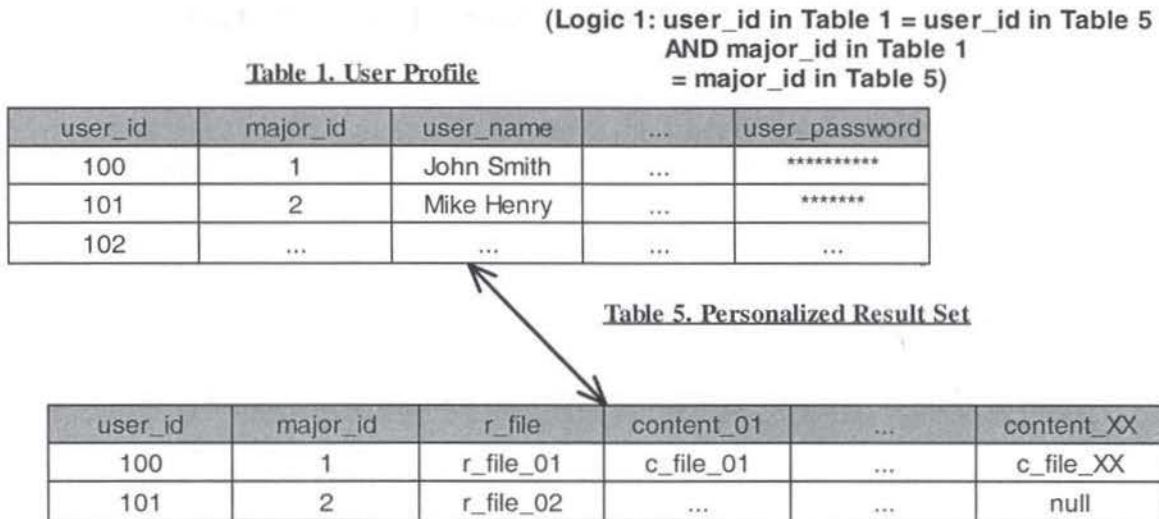 (Logic 1: user_id in Table 1 = user_id in Table 5
AND major_id in Table 1
= major_id in Table 5)
Table 1. User Profile
user_id major_id user_name ... user_password
100 1 John Smith ... **********
101 2 Mike Henry ... *******
102 ... ... ... ...
Table 5. Personalized Result Set
user_id major_id r_file content_01 ... content_XX
100 1 r_file_01 c_file_01 ... c_file_XX
101 2 r_file_02 ... ... null